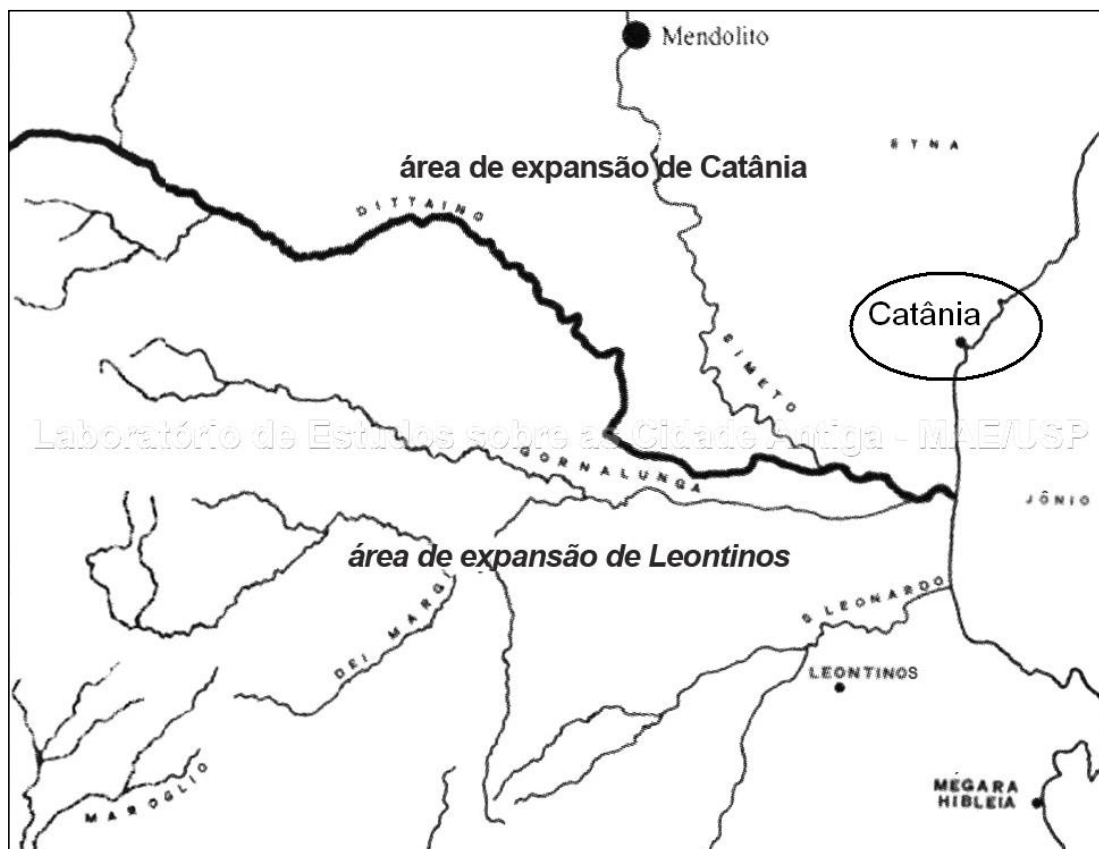 Mendolito
ETNA
área de expansão de Catânia
DITTAINO
Catânia
SIMETO
Laboratório de Estudos sobre a Cidade Antiga - MAE/USP
GORNALUNGA
JÔNIO
área de expansão de Leontinos
S. LEONARDO
DEI MARGI
LEONTINOS
MÉGARA
HIBLEIA
MAROGLIO